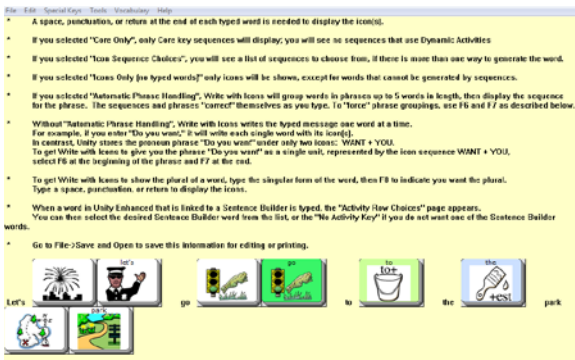 File Edit Special Keys Tools Vocabulary Help
* A space, punctuation, or return at the end of each typed word is needed to display the icon(s).
* If you selected "Core Only", only Core key sequences will display; you will see no sequences that use Dynamic Activities
* If you selected "Icon Sequence Choices", you will see a list of sequences to choose from, if there is more than one way to generate the word.
* If you selected "Icons Only (no typed words)" only icons will be shown, except for words that cannot be generated by sequences.
* If you selected "Automatic Phrase Handling", Write with Icons will group words in phrases up to 5 words in length, then display the sequence
for the phrase. The sequences and phrases "correct" themselves as you type. To "force" phrase groupings, use F6 and F7 as described below.
* Without "Automatic Phrase Handling", Write with Icons writes the typed message one word at a time.
For example, if you enter "Do you want," it will write each single word with its icon(s).
In contrast, Unity stores the pronoun phrase "Do you want" under only two icons: WANT + YOU.
To get Write with Icons to give you the phrase "Do you want" as a single unit, represented by the icon sequence WANT + YOU,
select F6 at the beginning of the phrase and F7 at the end.
* To get Write with Icons to show the plural of a word, type the singular form of the word, then F8 to indicate you want the plural.
Type a space, punctuation, or return to display the icons.
* When a word in Unity Enhanced that is linked to a Sentence Builder is typed, the "Activity Row Choices" page appears.
You can then select the desired Sentence Builder word from the list, or the "No Activity Key" if you do not want one of the Sentence Builder
words.
* Go to File->Save and Open to save this information for editing or printing.
let's go to the
to+ +est
Let's go to the park
park